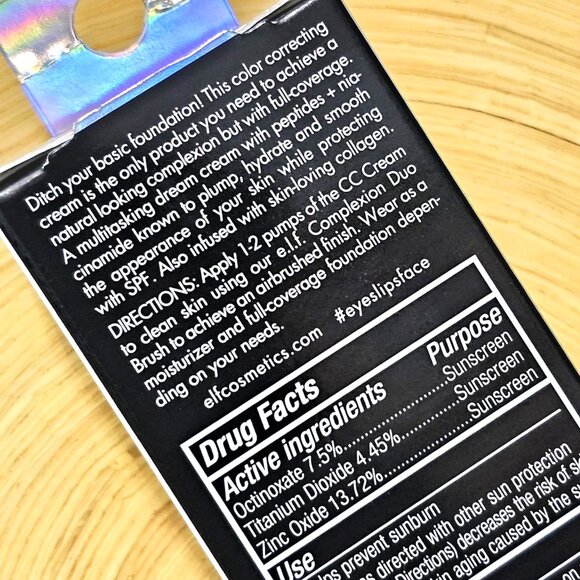 Ditch your basic foundation! This color correcting
cream is the only product you need to achieve a
natural looking complexion but with full-coverage.
A multitasking dream cream with peptides + nia-
cinamide known to plump, hydrate and smooth
the appearance of your skin while protecting
with SPF. Also infused with skin-loving collagen.
DIRECTIONS: Apply 1-2 pumps of the CC Cream
to clean skin using our e.l.f. Complexion Duo
Brush to achieve an airbrushed finish. Wear as a
moisturizer and full-coverage foundation depen-
ding on your needs.
elfcosmetics.com #eyeslipsface
Drug Facts
Active ingredients Purpose
Octinoxate 7.5%....................Sunscreen
Titanium Dioxide 4.45%............Sunscreen
Zinc Oxide 13.72%..................Sunscreen
Use
prevent sunburn
directed with other sun protection
directions) decreases the risk of
aging caused by the